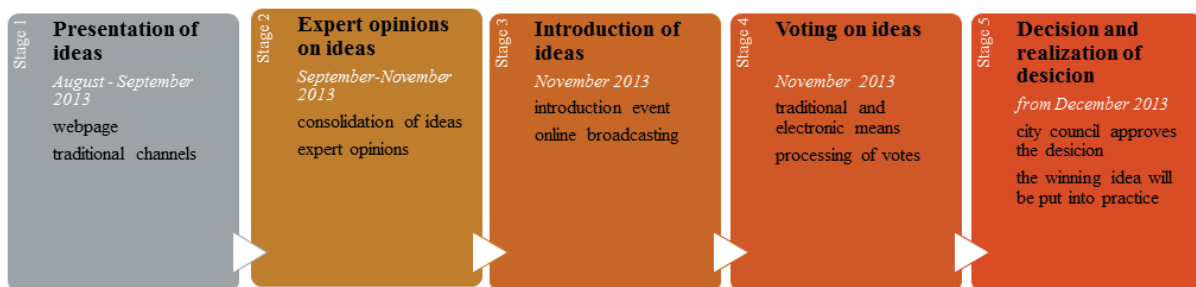 Stage 1
Presentation of
ideas
August - September
2013
webpage
traditional channels
Stage 2
Expert opinions
on ideas
September-November
2013
consolidation of ideas
expert opinions
Stage 3
Introduction of
ideas
November 2013
introduction event
online broadcasting
Stage 4
Voting on ideas
November 2013
traditional and
electronic means
processing of votes
Stage 5
Decision and
realization of
desicion
from December 2013
city council approves
the desicion
the winning idea will
be put into practice